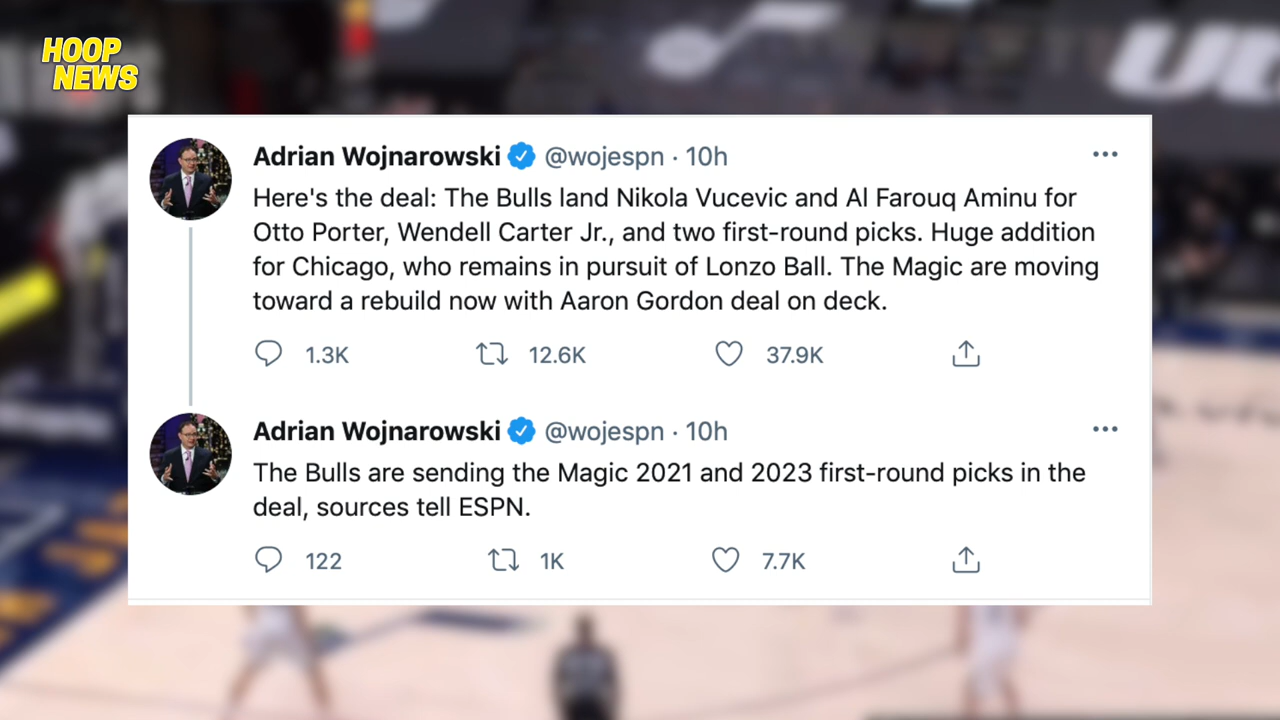 HOOP
NEWS
Adrian Wojnarowski @wojespn · 10h
Here's the deal: The Bulls land Nikola Vucevic and Al Farouq Aminu for
Otto Porter, Wendell Carter Jr., and two first-round picks. Huge addition
for Chicago, who remains in pursuit of Lonzo Ball. The Magic are moving
toward a rebuild now with Aaron Gordon deal on deck.
1.3K 12.6K 37.9K
Adrian Wojnarowski @wojespn · 10h
The Bulls are sending the Magic 2021 and 2023 first-round picks in the
deal, sources tell ESPN.
122 1K 7.7K